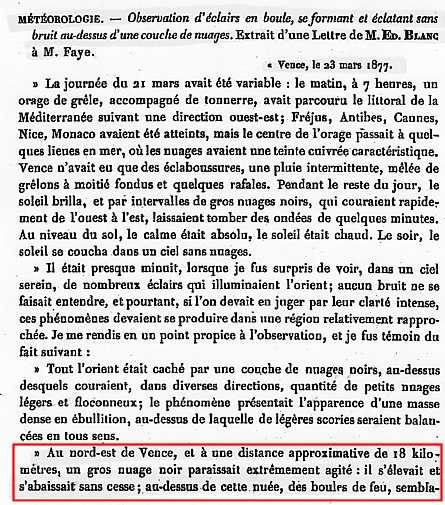 MÉTÉOROLOGIE. — Observation d'éclairs en boule, se formant et éclatant sans
bruit au-dessus d'une couche de nuages. Extrait d'une Lettre de M. ED. BLANC
à M. Faye.
« Vence, le 23 mars 1877.
» La journée du 21 mars avait été variable : le matin, à 7 heures, un
orage de grêle, accompagné de tonnerre, avait parcouru le littoral de la
Méditerranée suivant une direction ouest-est; Fréjus, Antibes, Cannes,
Nice, Monaco avaient été atteints, mais le centre de l'orage passait à quel-
ques lieues en mer, où les nuages avaient une teinte cuivrée caractéristique.
Vence n'avait eu que des éclaboussures, une pluie intermittente, mêlée de
grêlons à moitié fondus et quelques rafales. Pendant le reste du jour, le
soleil brilla, et par intervalles de gros nuages noirs, qui couraient rapide-
ment de l'ouest à l'est, laissaient tomber des ondées de quelques minutes.
Au niveau du sol, le calme était absolu, le soleil était chaud. Le soir, le
soleil se coucha dans un ciel sans nuages.
» Il était presque minuit, lorsque je fus surpris de voir, dans un ciel
serein, de nombreux éclairs qui illuminaient l'orient; aucun bruit ne se
faisait entendre, et pourtant, si l'on devait en juger par leur clarté intense,
ces phénomènes devaient se produire dans une région relativement rappro-
chée. Je me rendis en un point propice à l'observation, et je fus témoin du
fait suivant :
» Tout l'orient était caché par une couche de nuages noirs, au-dessus
desquels couraient, dans diverses directions, quantité de petits nuages
légers et floconneux; le phénomène présentait l'apparence d'une masse
dense en ébullition, au-dessus de laquelle de légères scories seraient balan-
cées en tous sens.
» Au nord-est de Vence, et à une distance approximative de 18 kilo-
mètres, un gros nuage noir paraissait extrêmement agité : il s'élevait et
s'abaissait sans cesse; au-dessus de cette nuée, des boules de feu, sembla-